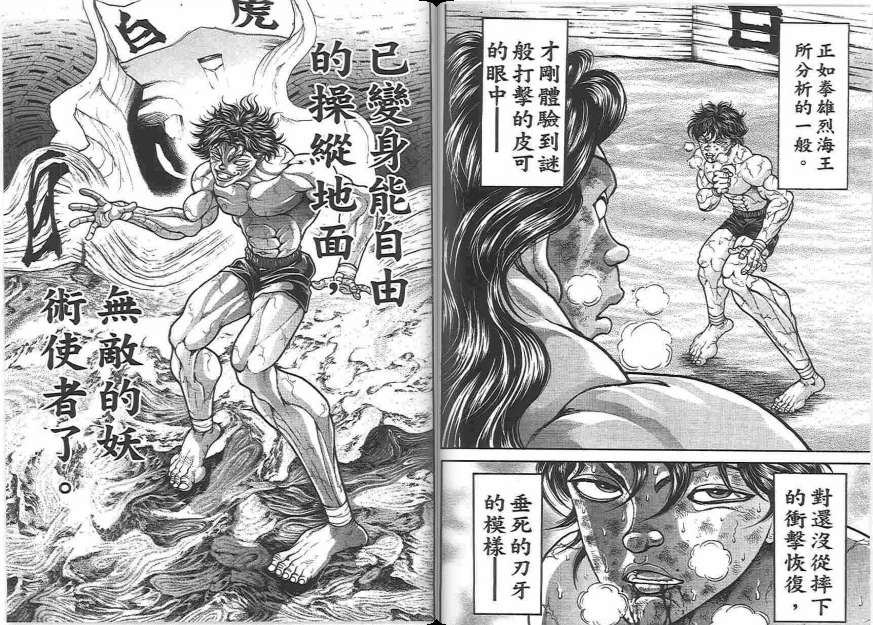 正如拳雄烈海王
所分析的一般。
才剛體驗到謎
般打擊的皮可
的眼中——
對還沒從摔下
的衝擊恢復，
垂死的刃牙
的模樣——
白
虎
已變身能自由
的操縱地面，
無敵的妖
術使者了。